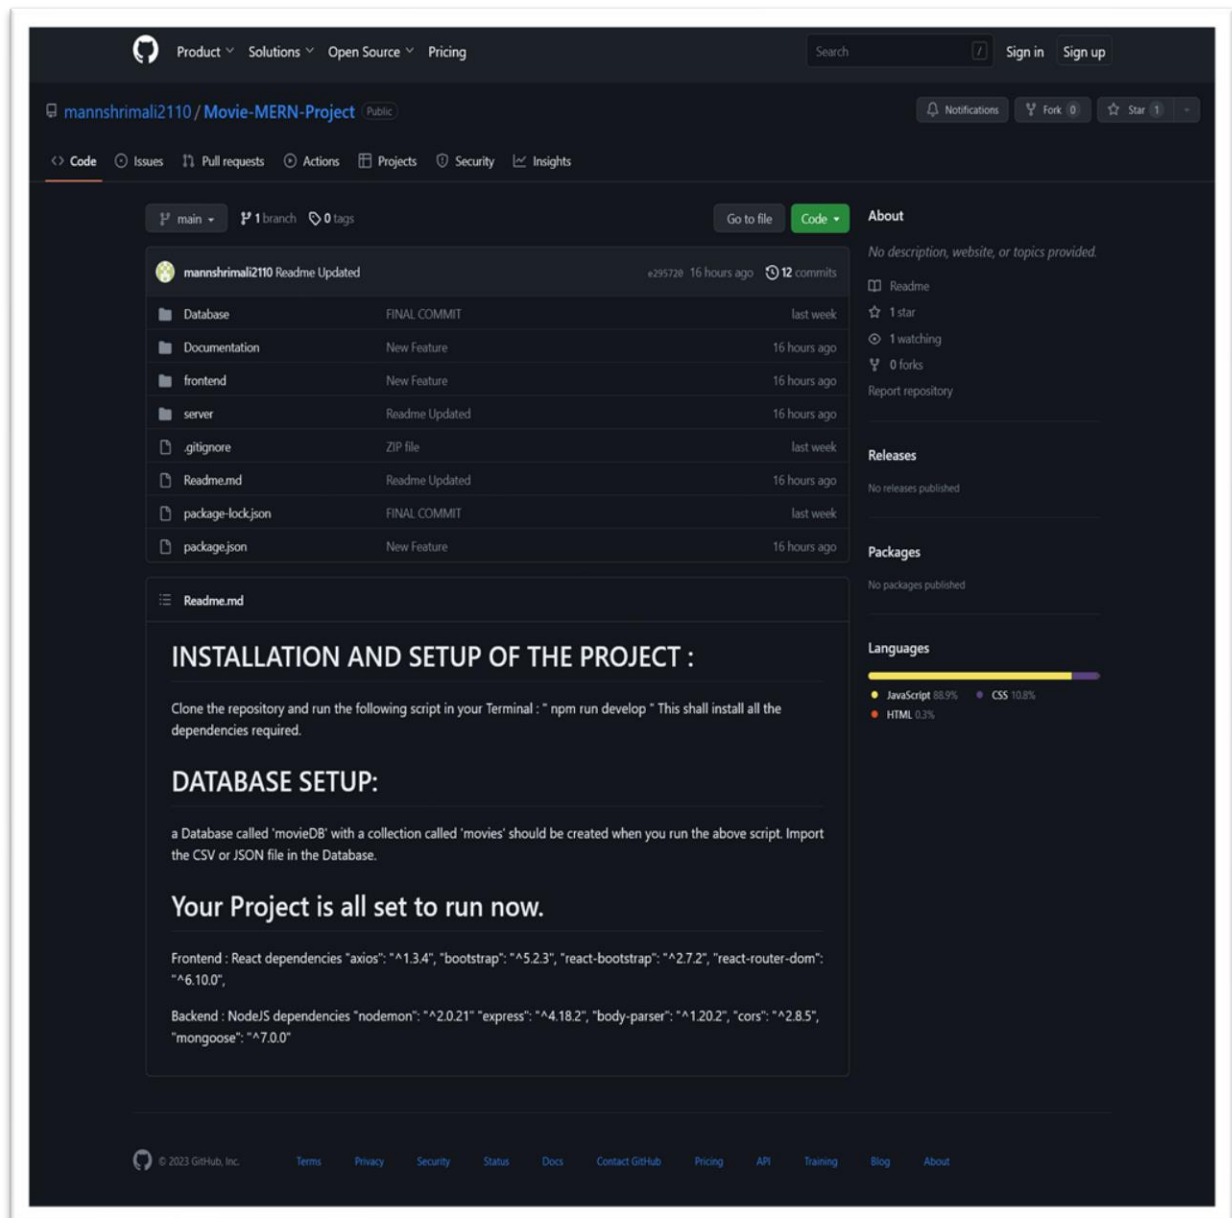 Product Solutions Open Source Pricing Search / Sign in Sign up
mannshrimali2110 / Movie-MERN-Project Public Notifications Fork 0 Star 1
Code Issues Pull requests Actions Projects Security Insights
main 1 branch 0 tags Go to file Code
mannshrimali2110 Readme Updated e295720 16 hours ago 12 commits
Database FINAL COMMIT last week
Documentation New Feature 16 hours ago
frontend New Feature 16 hours ago
server Readme Updated 16 hours ago
.gitignore ZIP file last week
Readme.md Readme Updated 16 hours ago
package-lock.json FINAL COMMIT last week
package.json New Feature 16 hours ago
Readme.md
INSTALLATION AND SETUP OF THE PROJECT :
Clone the repository and run the following script in your Terminal : " npm run develop " This shall install all the
dependencies required.
DATABASE SETUP:
a Database called 'movieDB' with a collection called 'movies' should be created when you run the above script. Import
the CSV or JSON file in the Database.
Your Project is all set to run now.
Frontend : React dependencies "axios": "^1.3.4", "bootstrap": "^5.2.3", "react-bootstrap": "^2.7.2", "react-router-dom":
"^6.10.0",
Backend : NodeJS dependencies "nodemon": "^2.0.21" "express": "^4.18.2", "body-parser": "^1.20.2", "cors": "^2.8.5",
"mongoose": "^7.0.0"
About
No description, website, or topics provided.
Readme
1 star
1 watching
0 forks
Report repository
Releases
No releases published
Packages
No packages published
Languages
JavaScript 88.9% CSS 10.8%
HTML 0.3%
© 2023 GitHub, Inc. Terms Privacy Security Status Docs Contact GitHub Pricing API Training Blog About